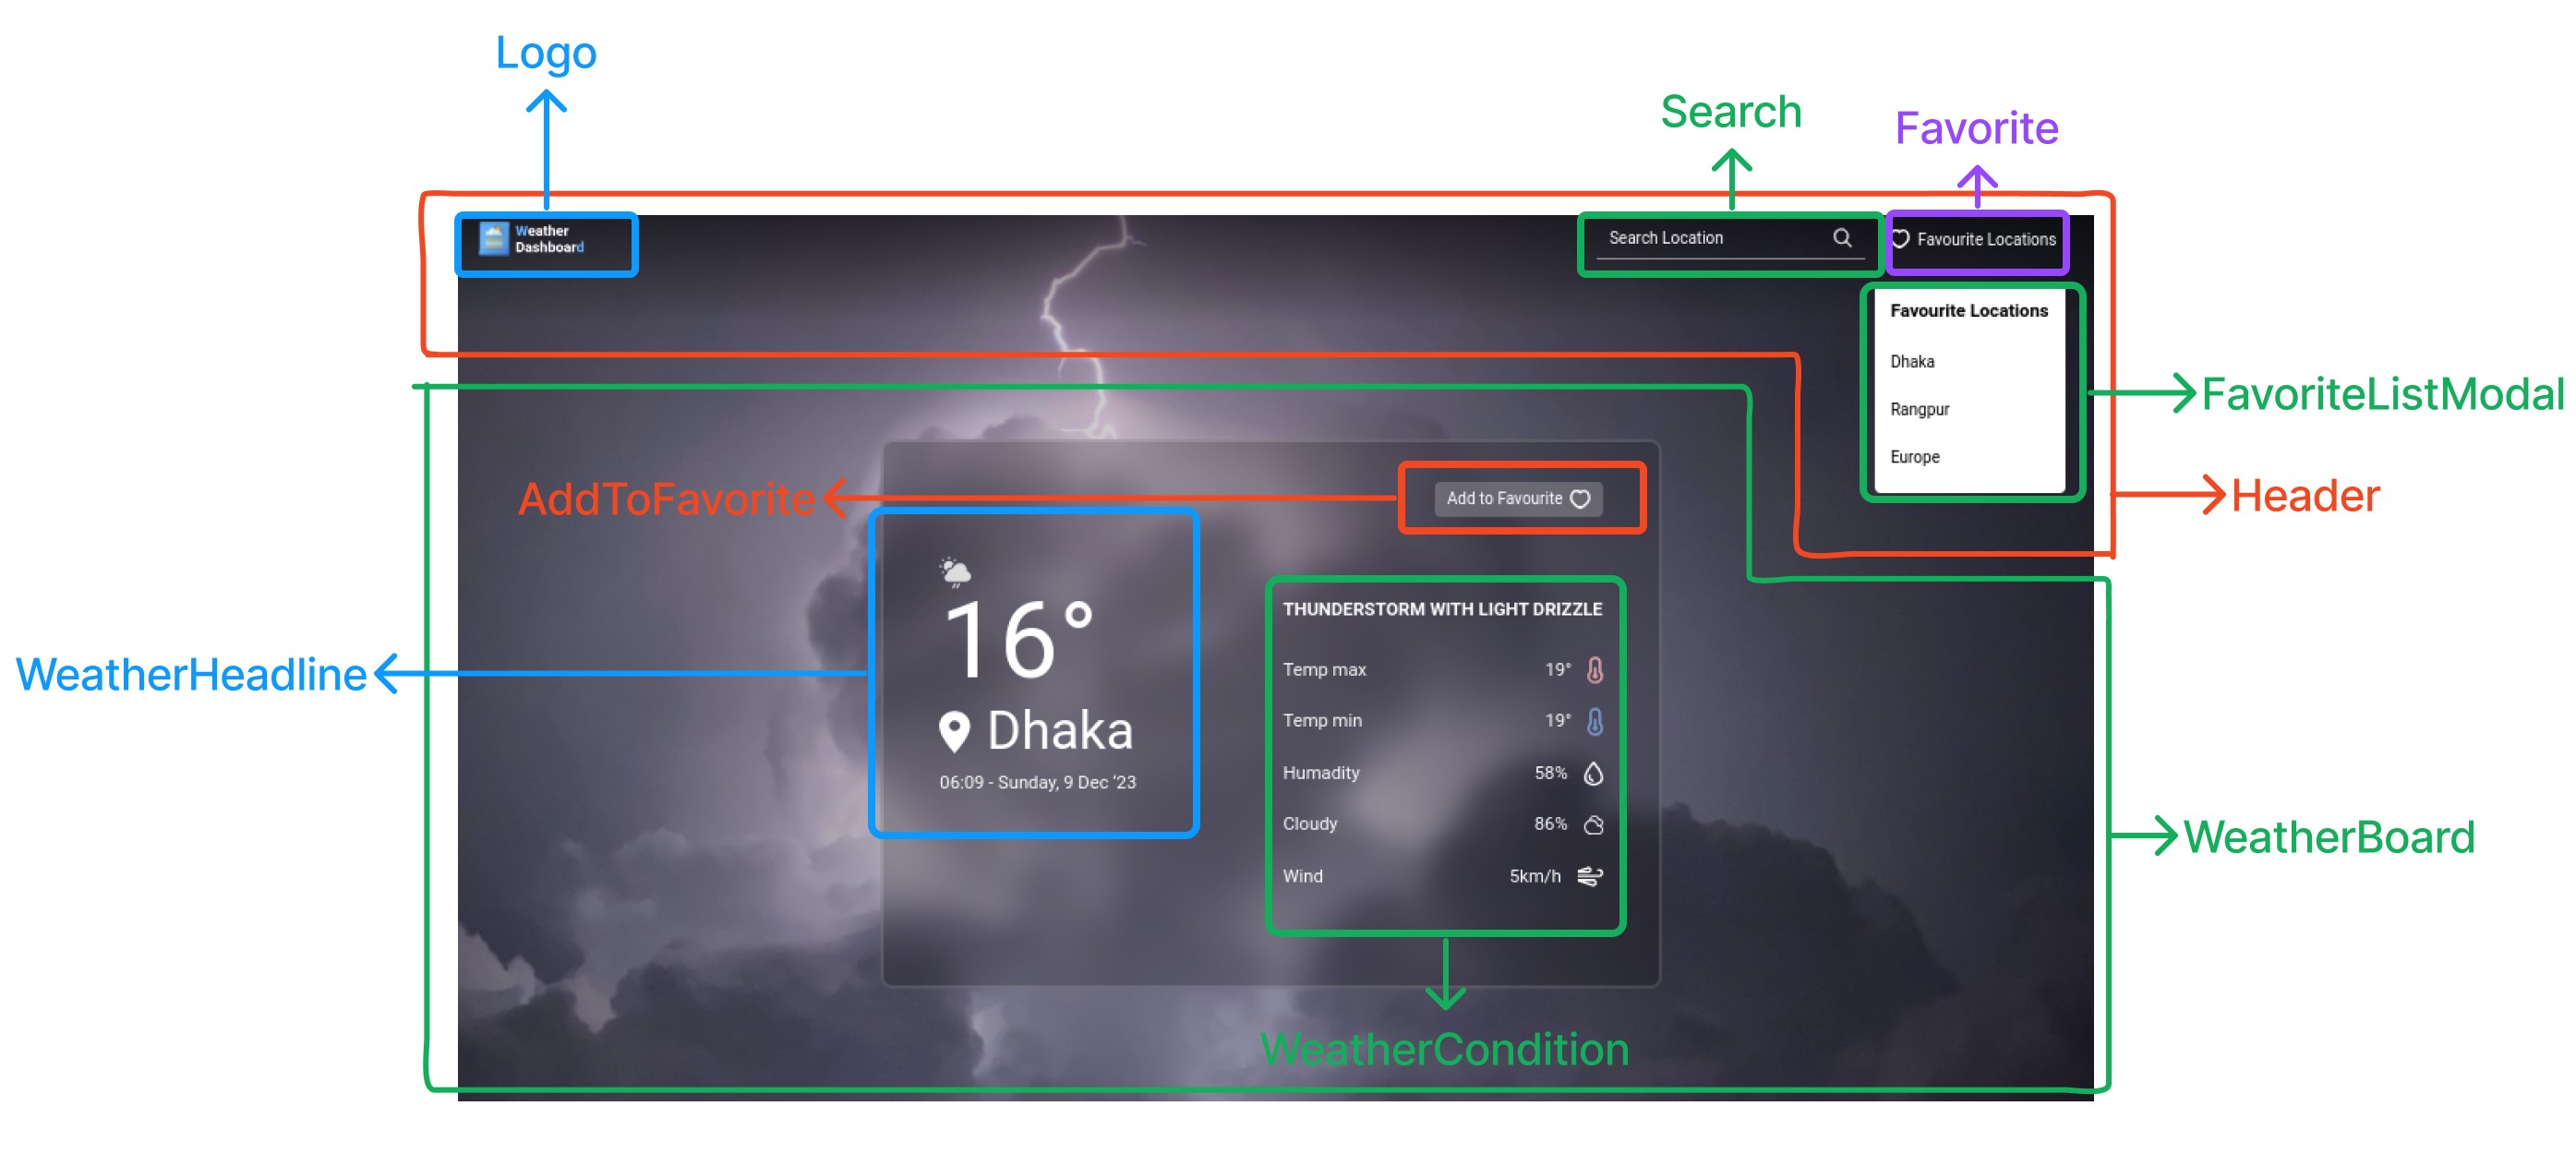 Logo
Search
Favorite
Weather
Dashboard
Search Location
Favourite Locations
Favourite Locations
Dhaka
Rangpur
Europe
FavoriteListModal
Header
AddToFavorite
Add to Favourite
WeatherHeadline
16°
Dhaka
06:09 - Sunday, 9 Dec ‘23
THUNDERSTORM WITH LIGHT DRIZZLE
Temp max 19°
Temp min 19°
Humadity 58%
Cloudy 86%
Wind 5km/h
WeatherBoard
WeatherCondition